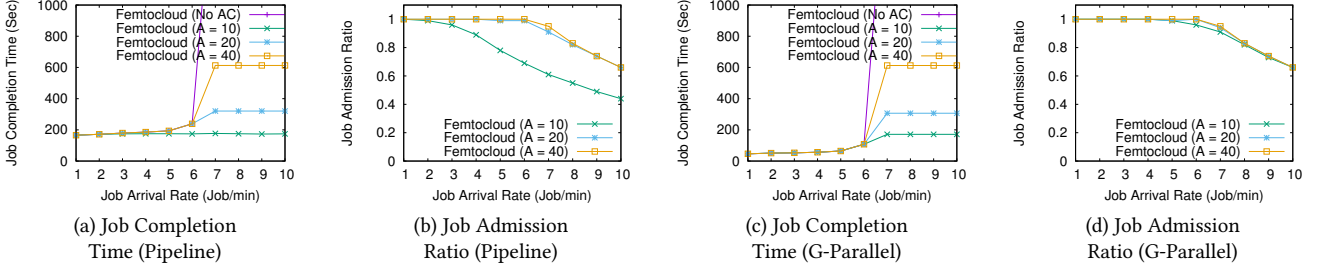 Job Completion Time (Sec)
1000
800
600
400
200
0
Femtocloud (No AC)
Femtocloud (A = 10)
Femtocloud (A = 20)
Femtocloud (A = 40)
1 2 3 4 5 6 7 8 9 10
Job Arrival Rate (Job/min)
(a) Job Completion
Time (Pipeline)
Job Admission Ratio
1
0.8
0.6
0.4
0.2
0
Femtocloud (A = 10)
Femtocloud (A = 20)
Femtocloud (A = 40)
1 2 3 4 5 6 7 8 9 10
Job Arrival Rate (Job/min)
(b) Job Admission
Ratio (Pipeline)
Job Completion Time (Sec)
1000
800
600
400
200
0
Femtocloud (No AC)
Femtocloud (A = 10)
Femtocloud (A = 20)
Femtocloud (A = 40)
1 2 3 4 5 6 7 8 9 10
Job Arrival Rate (Job/min)
(c) Job Completion
Time (G-Parallel)
Job Admission Ratio
1
0.8
0.6
0.4
0.2
0
Femtocloud (A = 10)
Femtocloud (A = 20)
Femtocloud (A = 40)
1 2 3 4 5 6 7 8 9 10
Job Arrival Rate (Job/min)
(d) Job Admission
Ratio (G-Parallel)